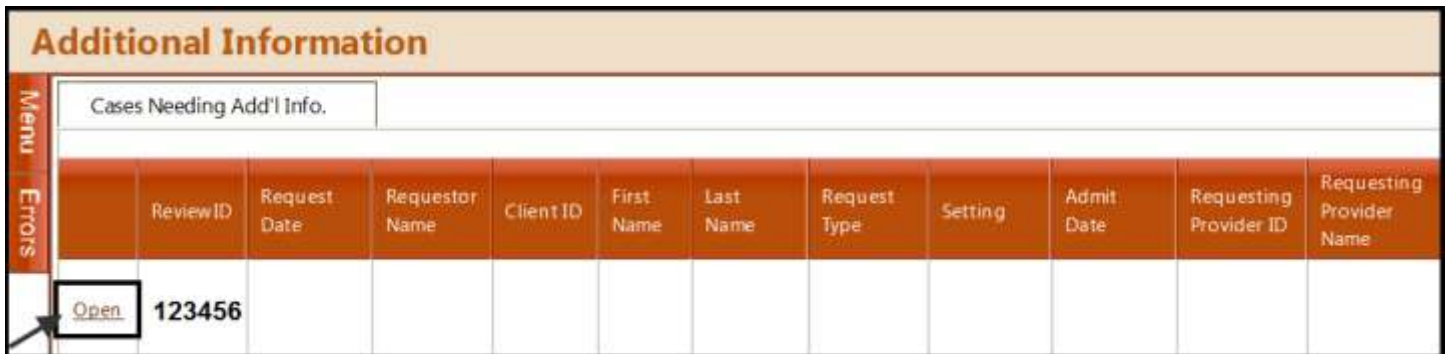 Additional Information
Menu
Errors
Cases Needing Add'l Info.
ReviewID
Request
Date
Requestor
Name
Client ID
First
Name
Last
Name
Request
Type
Setting
Admit
Date
Requesting
Provider ID
Requesting
Provider
Name
Open
123456